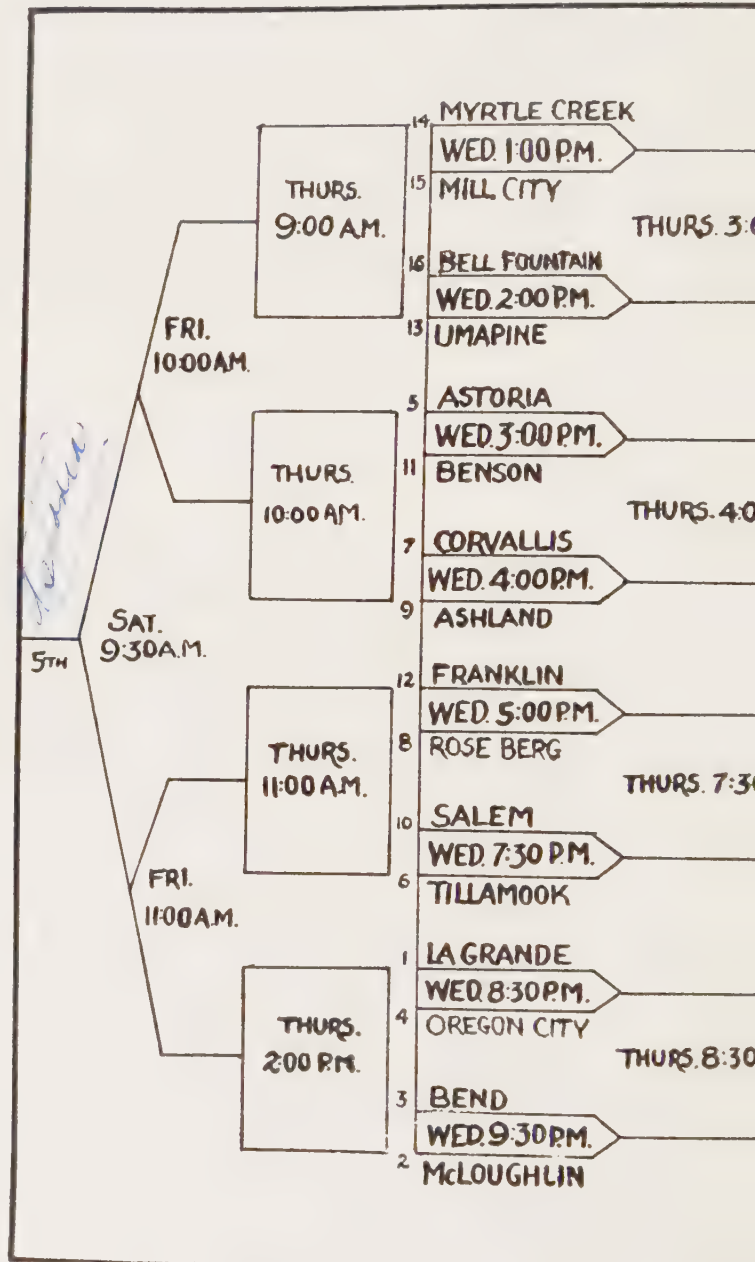 14 MYRTLE CREEK
WED. 1:00 P.M.
15 MILL CITY
THURS.
9:00 A.M.
THURS. 3:
16 BELL FOUNTAIN
WED. 2:00 P.M.
13 UMAPINE
FRI.
10:00 A.M.
5 ASTORIA
WED. 3:00 P.M.
11 BENSON
THURS.
10:00 A.M.
THURS. 4:0
7 CORVALLIS
WED. 4:00 P.M.
9 ASHLAND
SAT.
9:30 A.M.
5TH
12 FRANKLIN
WED. 5:00 P.M.
8 ROSE BERG
THURS.
11:00 A.M.
THURS. 7:30
10 SALEM
WED. 7:30 P.M.
6 TILLAMOOK
FRI.
11:00 A.M.
1 LA GRANDE
WED. 8:30 P.M.
4 OREGON CITY
THURS.
2:00 P.M.
THURS. 8:30
3 BEND
WED. 9:30 P.M.
2 McLOUGHLIN